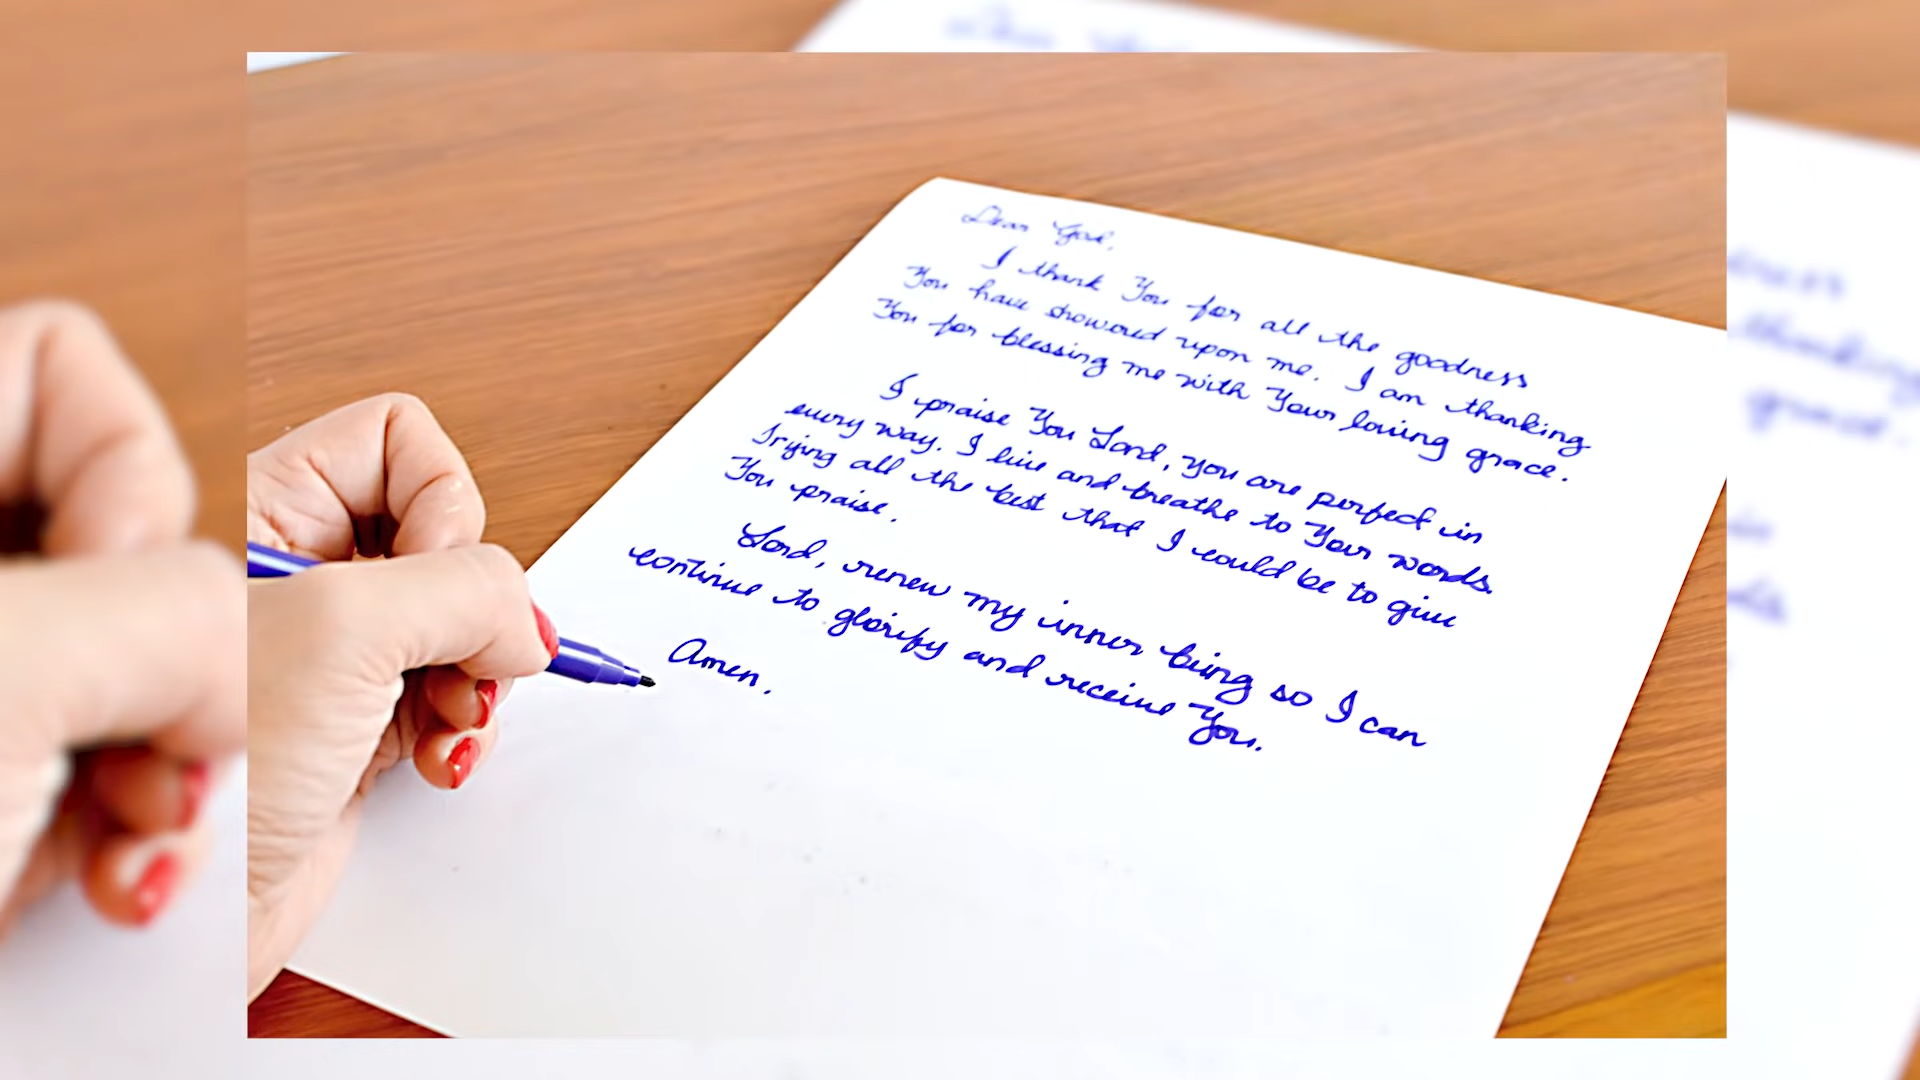 Dear God,
I thank You for all the goodness
You have showered upon me. I am thanking
You for blessing me with Your loving grace.
I praise You Lord, you are perfect in
every way. I live and breathe to Your words.
Trying all the best that I could be to give
You praise.
Lord, renew my inner being so I can
continue to glorify and receive You.
Amen.